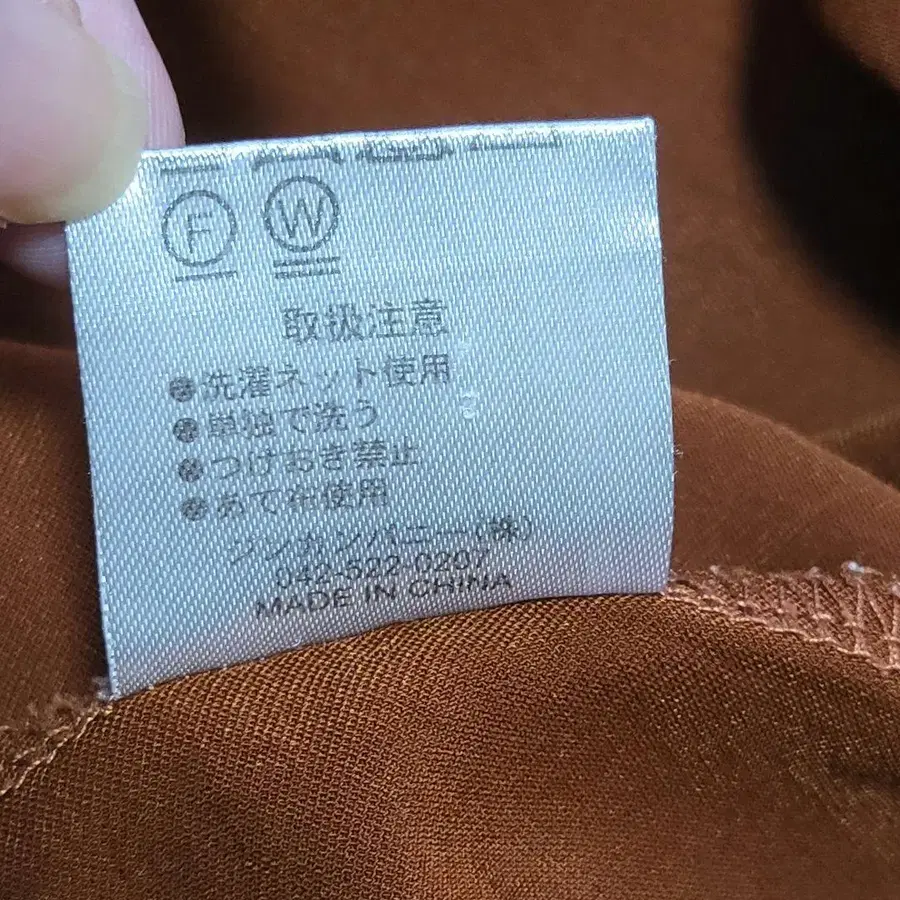 F W
取扱注意
●洗濯ネット使用
●単独で洗う
●つけおき禁止
●あて布使用
ジンカンパニー(株)
042-522-0207
MADE IN CHINA